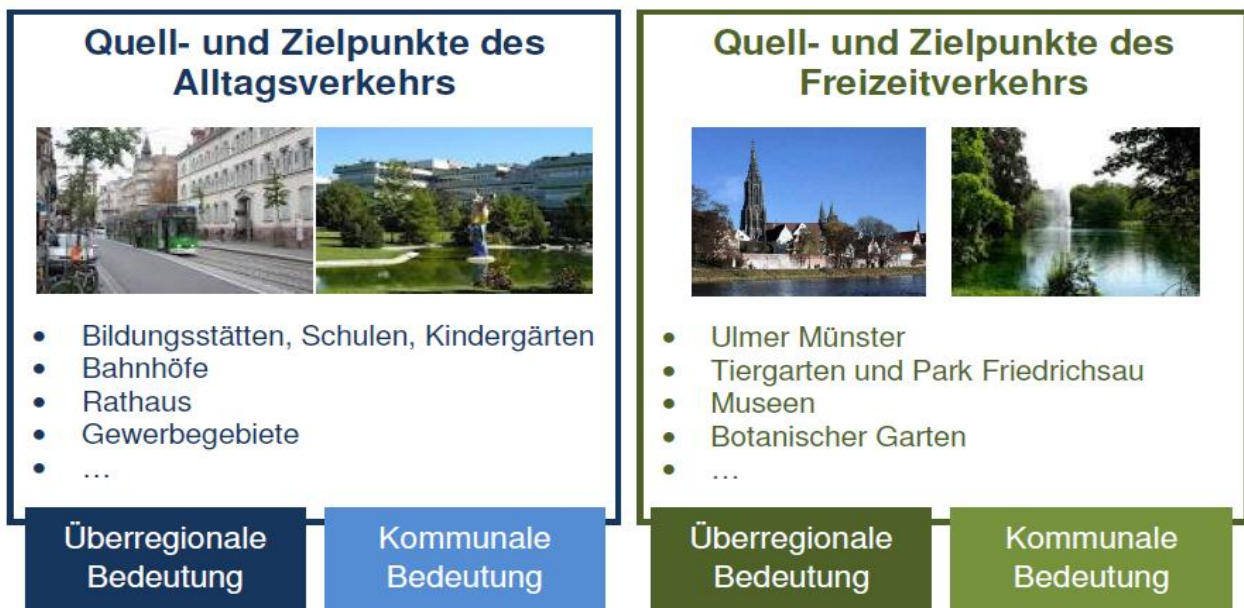 Quell- und Zielpunkte des
Alltagsverkehrs
• Bildungsstätten, Schulen, Kindergärten
• Bahnhöfe
• Rathaus
• Gewerbegebiete
• …
Überregionale
Bedeutung
Kommunale
Bedeutung
Quell- und Zielpunkte des
Freizeitverkehrs
• Ulmer Münster
• Tiergarten und Park Friedrichsau
• Museen
• Botanischer Garten
• …
Überregionale
Bedeutung
Kommunale
Bedeutung